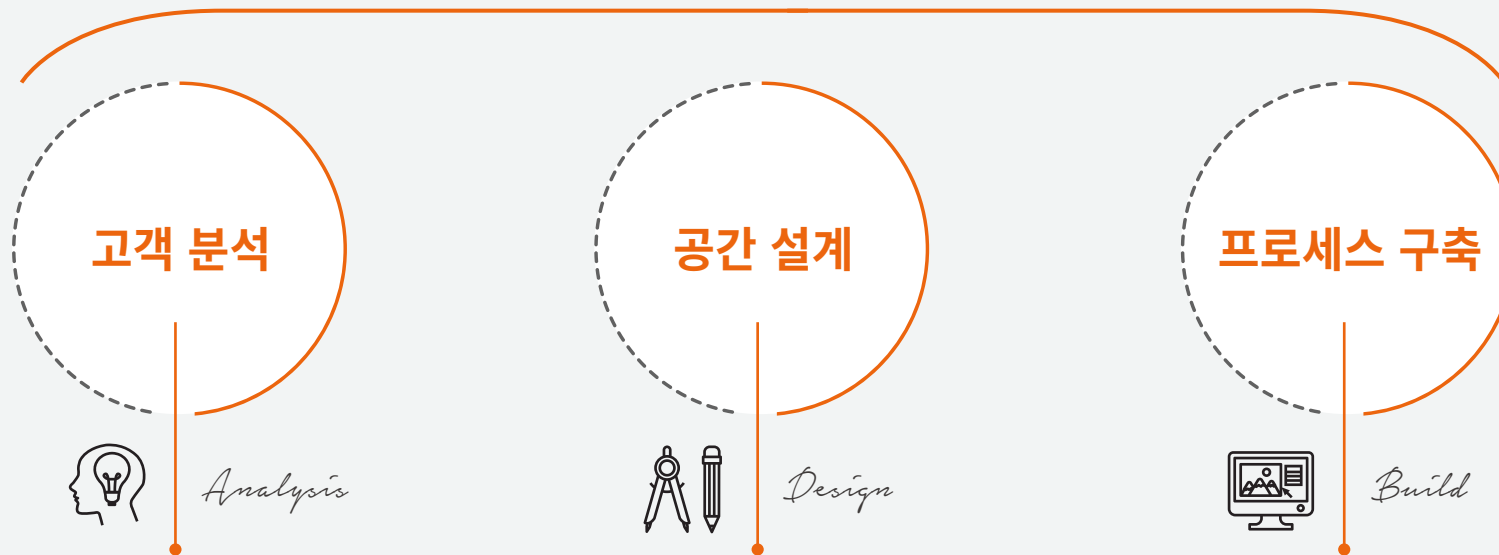 고객 분석
공간 설계
프로세스 구축
Analysis
Design
Build